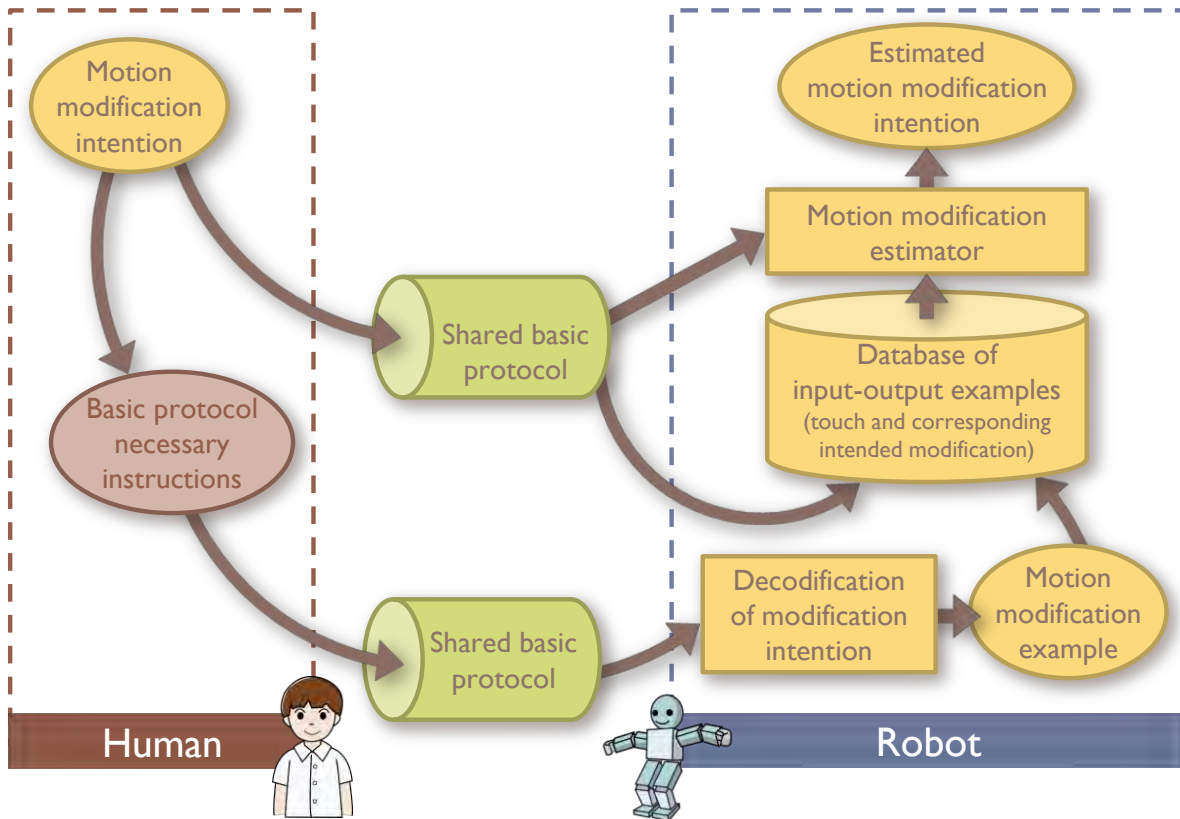 Motion
modification
intention
Basic protocol
necessary
instructions
Shared basic
protocol
Shared basic
protocol
Estimated
motion modification
intention
Motion modification
estimator
Database of
input-output examples
(touch and corresponding
intended modification)
Decodification
of modification
intention
Motion
modification
example
Human
Robot